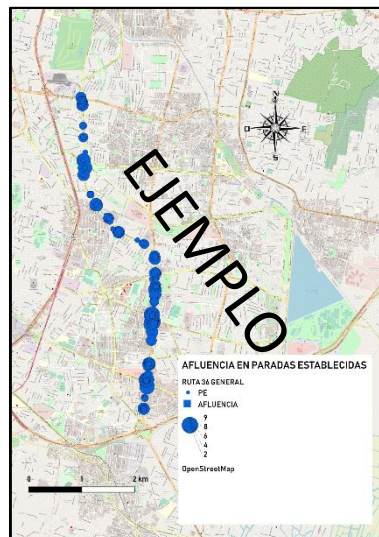 N
O
E
S
EJEMPLO
AFLUENCIA EN PARADAS ESTABLECIDAS
RUTA 36 GENERAL
PE
AFLUENCIA
9
8
6
4
2
OpenStreetMap
0 1 2 km